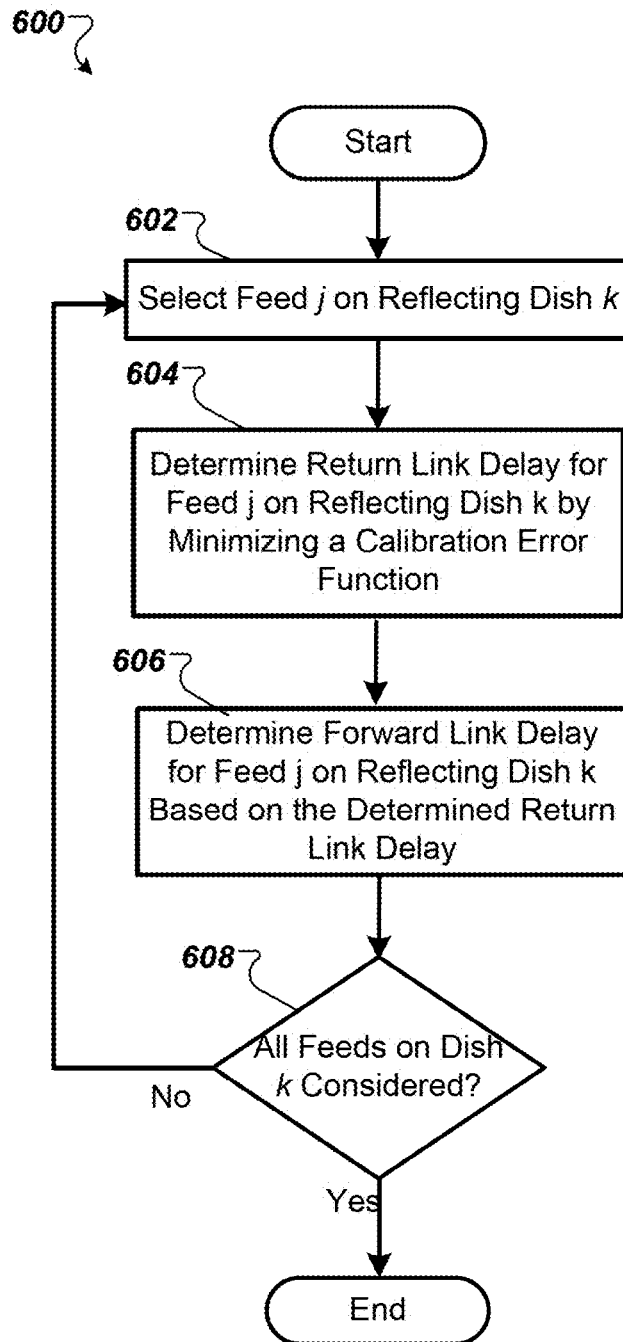 600
Start
602
Select Feed j on Reflecting Dish k
604
Determine Return Link Delay for
Feed j on Reflecting Dish k by
Minimizing a Calibration Error
Function
606
Determine Forward Link Delay
for Feed j on Reflecting Dish k
Based on the Determined Return
Link Delay
608
All Feeds on Dish
k Considered?
No
Yes
End